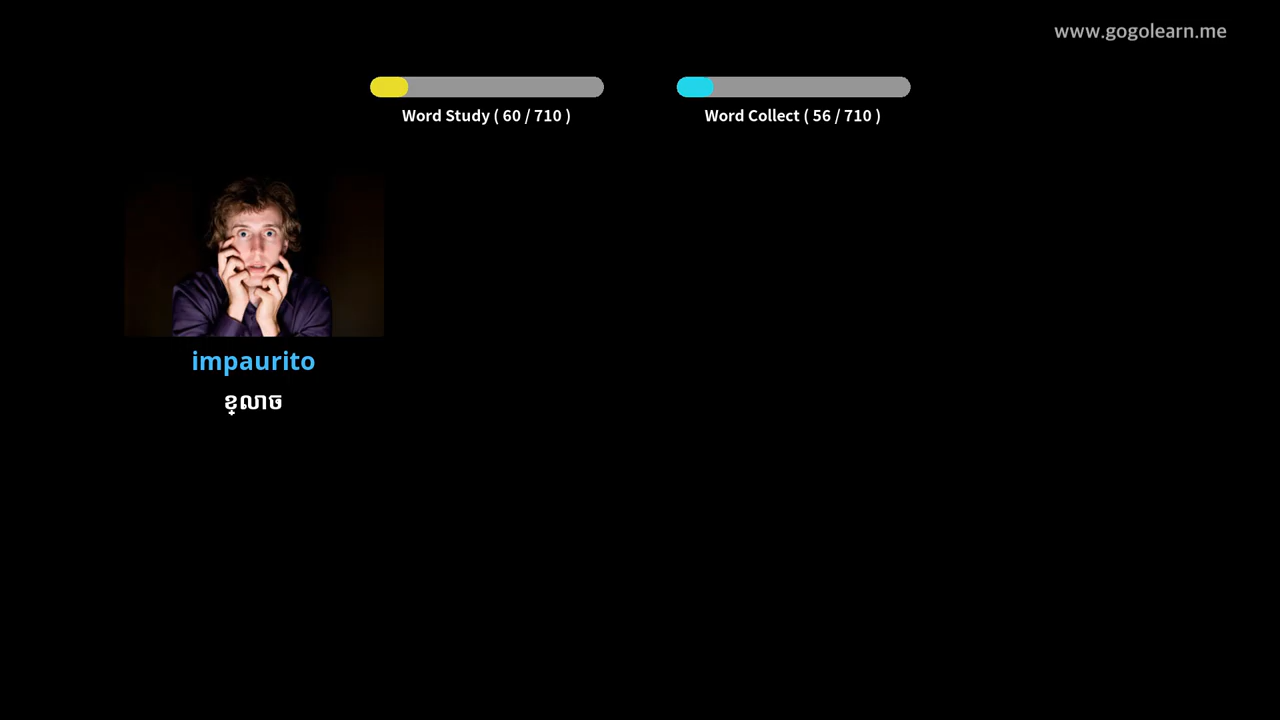 www.gogolearn.me
Word Study ( 60 / 710 )
Word Collect ( 56 / 710 )
impaurito
ខ្លាច